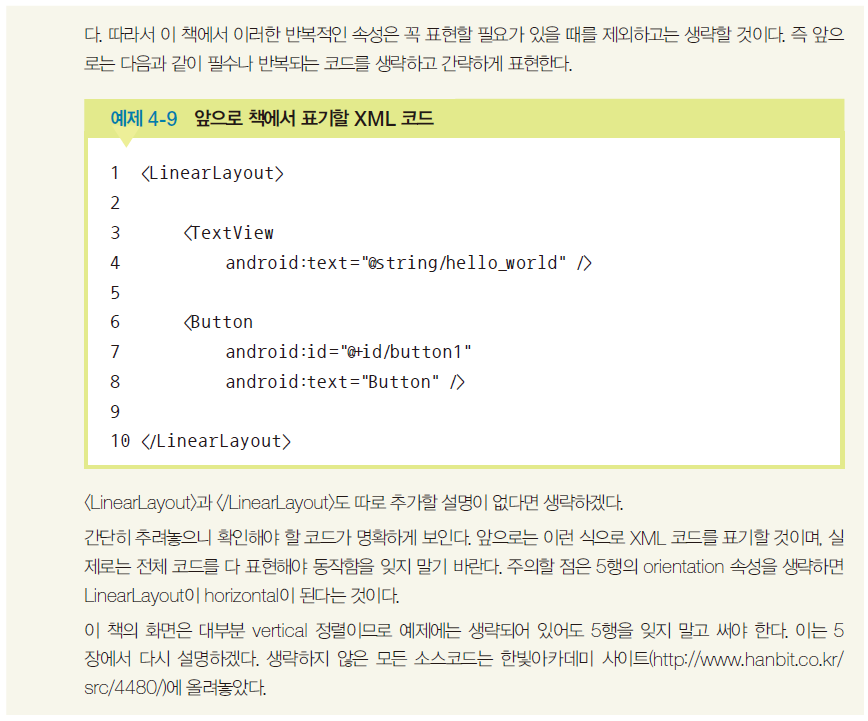 다. 따라서 이 책에서 이러한 반복적인 속성은 꼭 표현할 필요가 있을 때를 제외하고는 생략할 것이다. 즉 앞으
로는 다음과 같이 필수나 반복되는 코드를 생략하고 간략하게 표현한다.
예제 4-9 앞으로 책에서 표기할 XML 코드
1 <LinearLayout>
2
3 <TextView
4 android:text="@string/hello_world" />
5
6 <Button
7 android:id="@+id/button1"
8 android:text="Button" />
9
10 </LinearLayout>
<LinearLayout>과 </LinearLayout>도 따로 추가할 설명이 없다면 생략하겠다.
간단히 추려놓으니 확인해야 할 코드가 명확하게 보인다. 앞으로는 이런 식으로 XML 코드를 표기할 것이며, 실
제로는 전체 코드를 다 표현해야 동작함을 잊지 말기 바란다. 주의할 점은 5행의 orientation 속성을 생략하면
LinearLayout이 horizontal이 된다는 것이다.
이 책의 화면은 대부분 vertical 정렬이므로 예제에는 생략되어 있어도 5행을 잊지 말고 써야 한다. 이는 5
장에서 다시 설명하겠다. 생략하지 않은 모든 소스코드는 한빛아카데미 사이트(http://www.hanbit.co.kr/
src/4480/)에 올려놓았다.